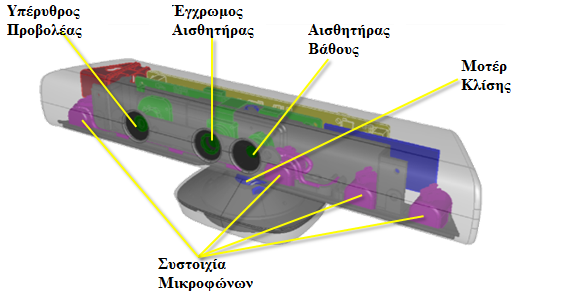 Υπέρυθρος
Προβολέας
Έγχρωμος
Αισθητήρας
Αισθητήρας
Βάθους
Μοτέρ
Κλίσης
Συστοιχία
Μικροφώνων